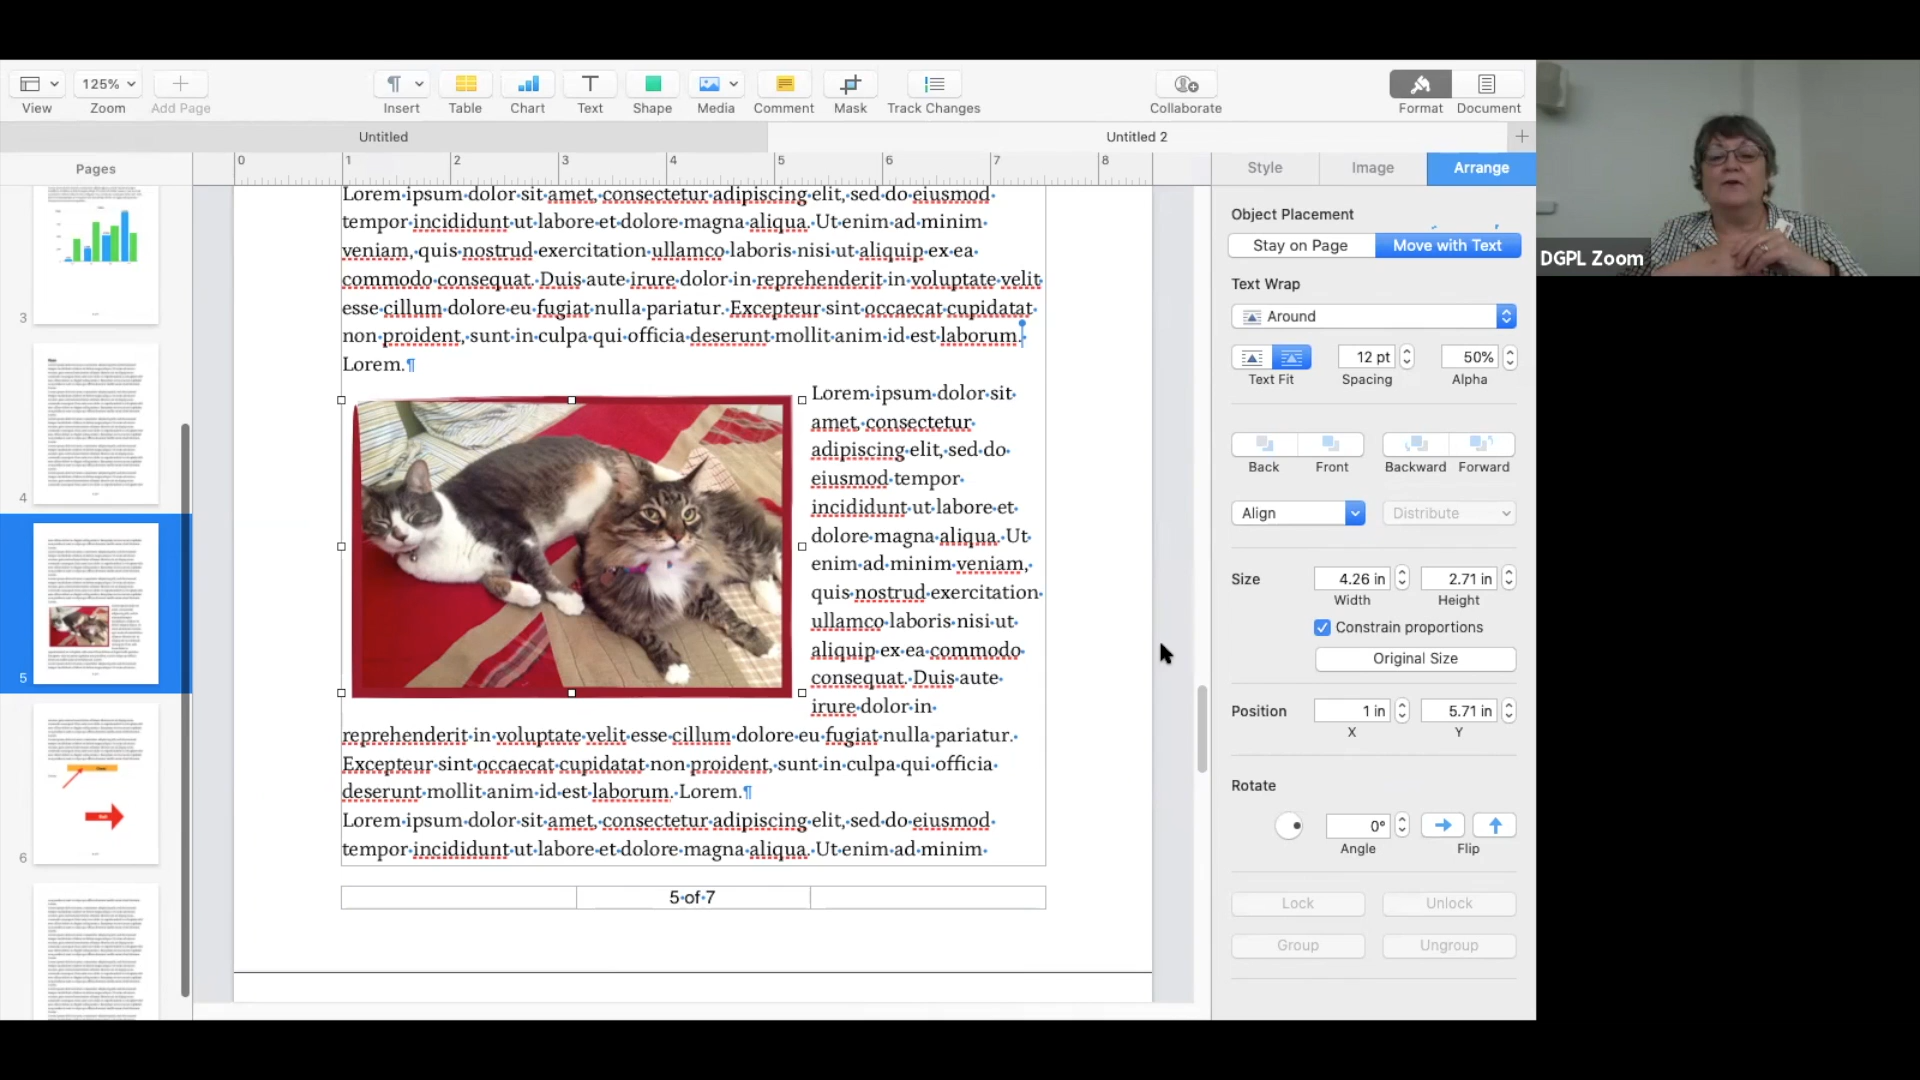 125%
View
Zoom
Add Page
Insert
Table
Chart
Text
Shape
Media
Comment
Mask
Track Changes
Collaborate
Format
Document
Untitled
Untitled 2
Pages
0 1 2 3 4 5 6 7 8
Style
Image
Arrange
3
4
5
6
Lorem·ipsum·dolor·sit·amet,·consectetur·adipiscing·elit,·sed·do·eiusmod·
tempor·incididunt·ut·labore·et·dolore·magna·aliqua.·Ut·enim·ad·minim·
veniam,·quis·nostrud·exercitation·ullamco·laboris·nisi·ut·aliquip·ex·ea·
commodo·consequat.·Duis·aute·irure·dolor·in·reprehenderit·in·voluptate·velit·
esse·cillum·dolore·eu·fugiat·nulla·pariatur.·Excepteur·sint·occaecat·cupidatat·
non·proident,·sunt·in·culpa·qui·officia·deserunt·mollit·anim·id·est·laborum.·
Lorem.¶
Lorem·ipsum·dolor·sit·
amet,·consectetur·
adipiscing·elit,·sed·do·
eiusmod·tempor·
incididunt·ut·labore·et·
dolore·magna·aliqua.·Ut·
enim·ad·minim·veniam,·
quis·nostrud·exercitation·
ullamco·laboris·nisi·ut·
aliquip·ex·ea·commodo·
consequat.·Duis·aute·
irure·dolor·in·
reprehenderit·in·voluptate·velit·esse·cillum·dolore·eu·fugiat·nulla·pariatur.·
Excepteur·sint·occaecat·cupidatat·non·proident,·sunt·in·culpa·qui·officia·
deserunt·mollit·anim·id·est·laborum.·Lorem.¶
Lorem·ipsum·dolor·sit·amet,·consectetur·adipiscing·elit,·sed·do·eiusmod·
tempor·incididunt·ut·labore·et·dolore·magna·aliqua.·Ut·enim·ad·minim·
5·of·7
Object Placement
Stay on Page
Move with Text
Text Wrap
Around
12 pt
50%
Text Fit
Spacing
Alpha
Back
Front
Backward
Forward
Align
Distribute
Size
4.26 in
2.71 in
Width
Height
Constrain proportions
Original Size
Position
1 in
5.71 in
X
Y
Rotate
0°
Angle
Flip
Lock
Unlock
Group
Ungroup
DGPL Zoom